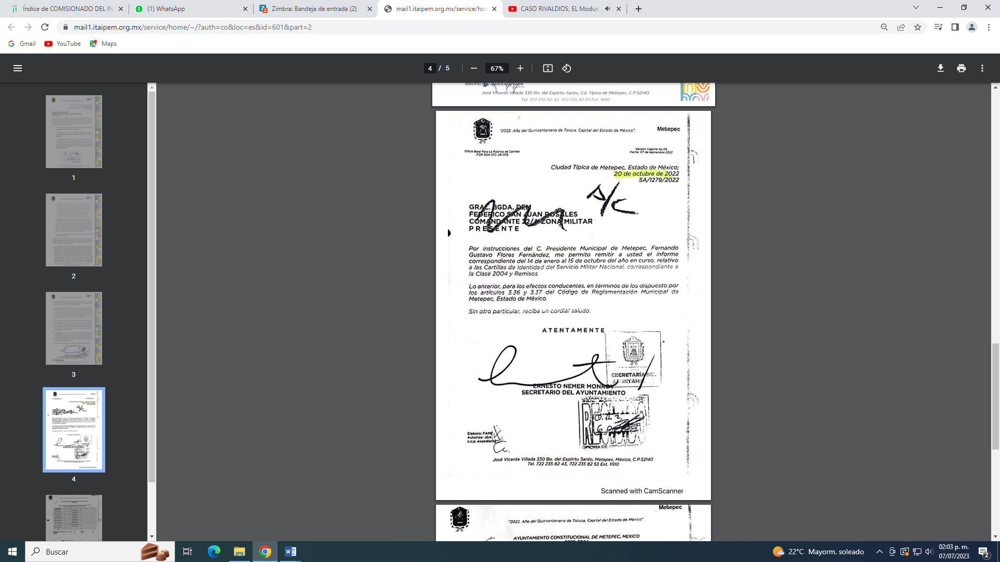 Índice de COMISIONADO DEL IN
(1) WhatsApp
Zimbra: Bandeja de entrada (2)
mail1.itaipem.org.mx/service/hom
CASO RIVALDIOS, EL Modus
mail1.itaipem.org.mx/service/home/~/?auth=co&loc=es&id=601&part=2
Gmail
YouTube
Maps
4 / 5
67%
1
2
3
4
José Vicente Villada 330 Bo. del Espíritu Santo, Cd. Típica de Metepec, C.P.52140
Tel. 722 235 82 43, 722 235 82 53 Ext. 1100
"2022. Año del Quincentenario de Toluca, Capital del Estado de México".
Metepec
Oficio Base Para La Rúbrica de Cartillas
FOR-SDA-STC-28-005
Versión Vigente No.00
Fecha: 07 de septiembre 2022
Ciudad Típica de Metepec, Estado de México;
20 de octubre de 2022
SA/1279/2022
A/C
GRAL. BGDA. DEM
FEDERICO SAN JUAN ROSALES
COMANDANTE 22/A ZONA MILITAR
P R E S E N T E
Por instrucciones del C. Presidente Municipal de Metepec, Fernando
Gustavo Flores Fernández, me permito remitir a usted el informe
correspondiente del 14 de enero al 15 de octubre del año en curso, relativo
a las Cartillas de Identidad del Servicio Militar Nacional, correspondiente a
la Clase 2004 y Remisos.
Lo anterior, para los efectos conducentes, en términos de los dispuesto por
los artículos 3.36 y 3.37 del Código de Reglamentación Municipal de
Metepec, Estado de México.
Sin otro particular, reciba un cordial saludo.
A T E N T A M E N T E
SECRETARÍA DEL
ERNESTO NEMER MONROY
SECRETARIO DEL AYUNTAMIENTO
RECIBIDO
Elaboro: FAME
Autorizo: JGA
c.c.p. expediente
José Vicente Villada 330 Bo. del Espíritu Santo, Metepec, México, C.P.52140
Tel. 722 235 82 43, 722 235 82 53 Ext. 1100
Scanned with CamScanner
Metepec
"2022. Año del Quincentenario de Toluca, Capital del Estado de México".
AYUNTAMIENTO CONSTITUCIONAL DE METEPEC, MEXICO
Buscar
22°C Mayorm. soleado
02:03 p. m.
07/07/2023
2